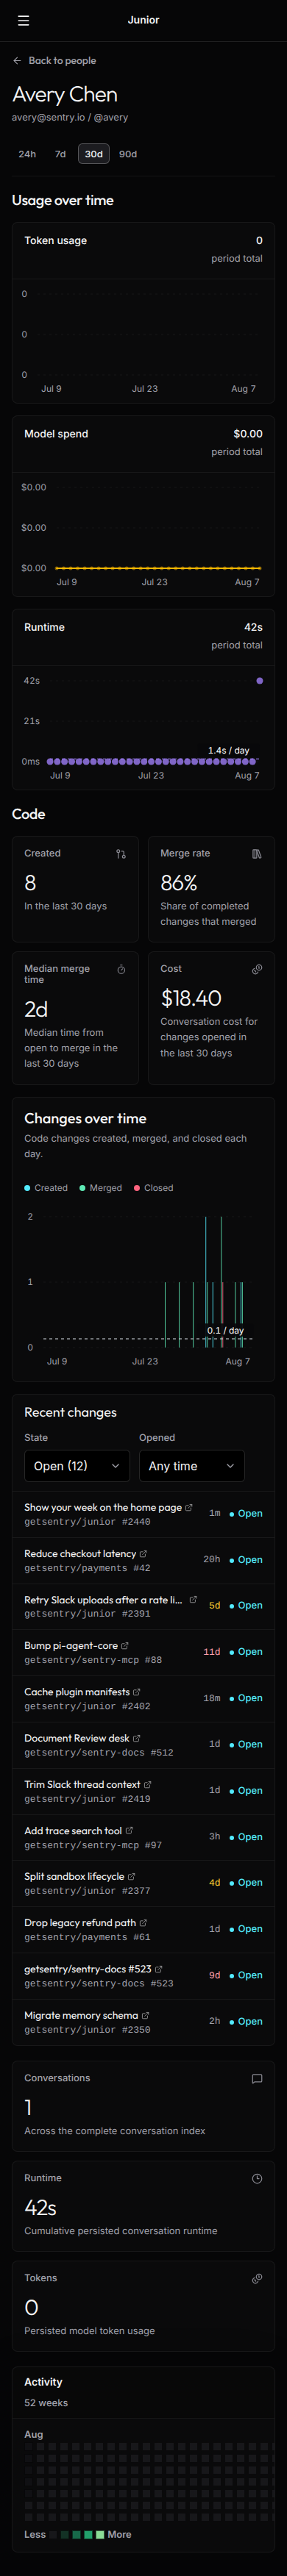 Junior
Back to people
Avery Chen
avery@sentry.io / @avery
24h 7d 30d 90d
Usage over time
Token usage 0
period total
0
0
0
Jul 9 Jul 23 Aug 7
Model spend $0.00
period total
$0.00
$0.00
$0.00
Jul 9 Jul 23 Aug 7
Runtime 42s
period total
42s
21s
1.4s / day
0ms
Jul 9 Jul 23 Aug 7
Code
Created
8
In the last 30 days
Merge rate
86%
Share of completed
changes that merged
Median merge
time
2d
Median time from
open to merge in the
last 30 days
Cost
$18.40
Conversation cost for
changes opened in
the last 30 days
Changes over time
Code changes created, merged, and closed each
day.
Created Merged Closed
2
1
0.1 / day
0
Jul 9 Jul 23 Aug 7
Recent changes
State Opened
Open (12) Any time
Show your week on the home page 1m Open
getsentry/junior #2440
Reduce checkout latency 20h Open
getsentry/payments #42
Retry Slack uploads after a rate li... 5d Open
getsentry/junior #2391
Bump pi-agent-core 11d Open
getsentry/sentry-mcp #88
Cache plugin manifests 18m Open
getsentry/junior #2402
Document Review desk 1d Open
getsentry/sentry-docs #512
Trim Slack thread context 1d Open
getsentry/junior #2419
Add trace search tool 3h Open
getsentry/sentry-mcp #97
Split sandbox lifecycle 4d Open
getsentry/junior #2377
Drop legacy refund path 1d Open
getsentry/payments #61
getsentry/sentry-docs #523 9d Open
getsentry/sentry-docs #523
Migrate memory schema 2h Open
getsentry/junior #2350
Conversations
1
Across the complete conversation index
Runtime
42s
Cumulative persisted conversation runtime
Tokens
0
Persisted model token usage
Activity
52 weeks
Aug
Less More